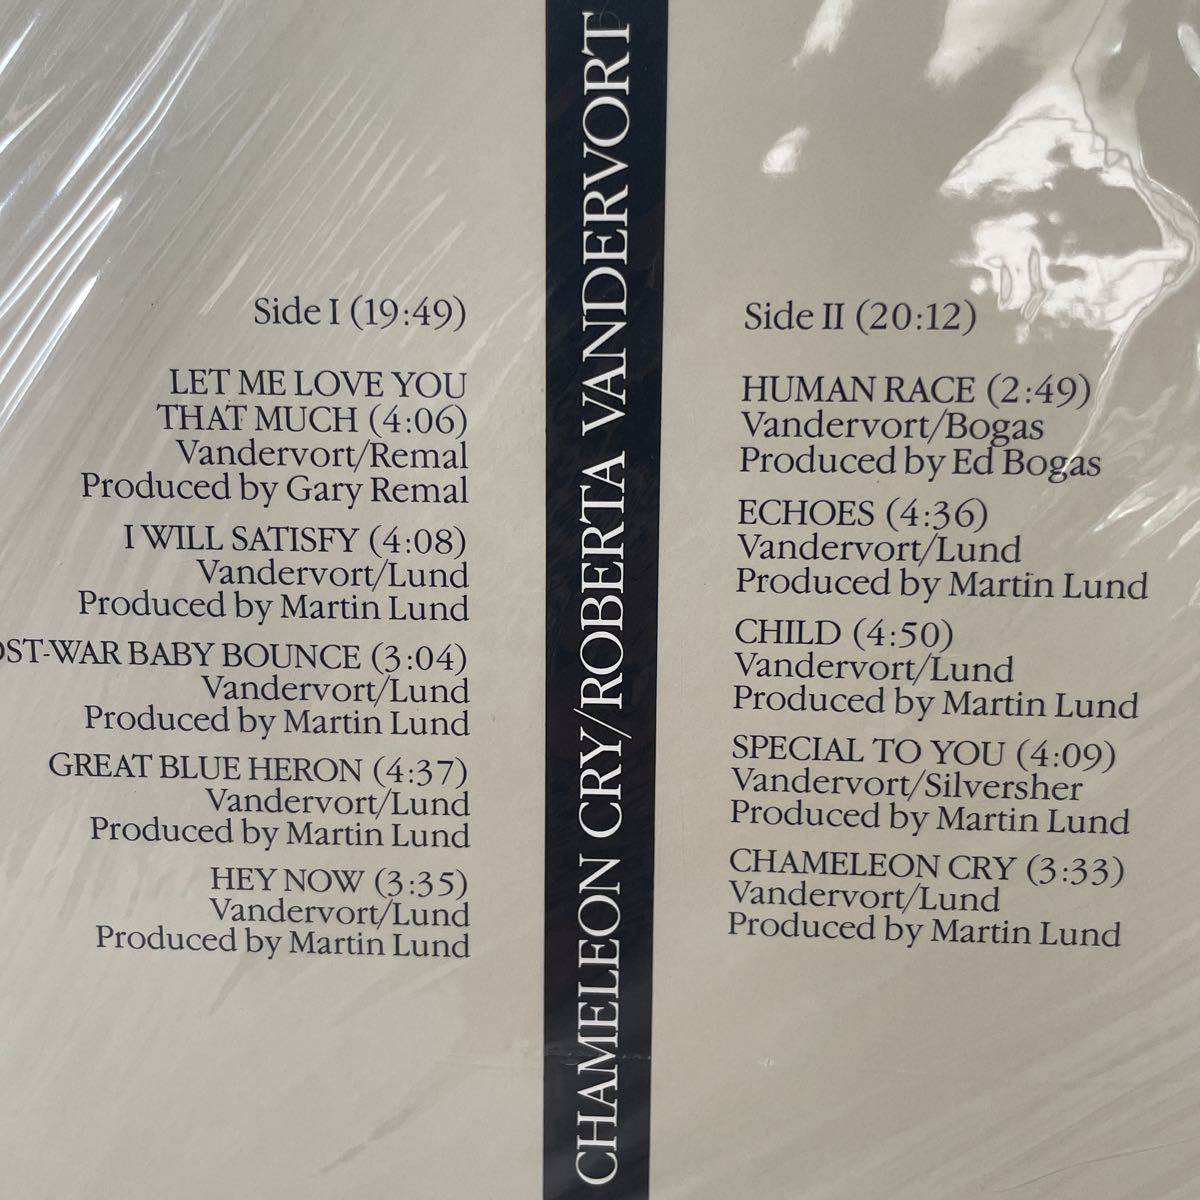 Side I (19:49)
LET ME LOVE YOU
THAT MUCH (4:06)
Vandervort/Remal
Produced by Gary Remal
I WILL SATISFY (4:08)
Vandervort/Lund
Produced by Martin Lund
OST-WAR BABY BOUNCE (3:04)
Vandervort/Lund
Produced by Martin Lund
GREAT BLUE HERON (4:37)
Vandervort/Lund
Produced by Martin Lund
HEY NOW (3:35)
Vandervort/Lund
Produced by Martin Lund
CHAMELEON CRY/ROBERTA VANDERVORT
Side II (20:12)
HUMAN RACE (2:49)
Vandervort/Bogas
Produced by Ed Bogas
ECHOES (4:36)
Vandervort/Lund
Produced by Martin Lund
CHILD (4:50)
Vandervort/Lund
Produced by Martin Lund
SPECIAL TO YOU (4:09)
Vandervort/Silversher
Produced by Martin Lund
CHAMELEON CRY (3:33)
Vandervort/Lund
Produced by Martin Lund